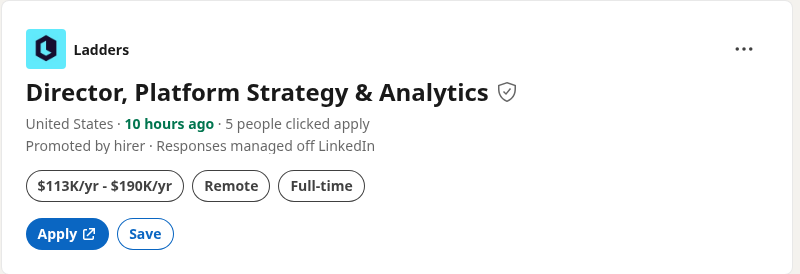 Ladders
Director, Platform Strategy & Analytics
United States · 10 hours ago · 5 people clicked apply
Promoted by hirer · Responses managed off LinkedIn
$113K/yr - $190K/yr Remote Full-time
Apply Save